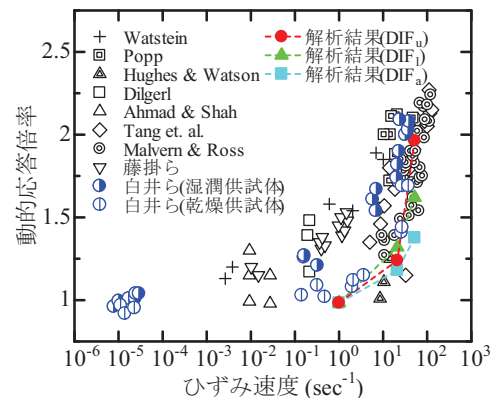 Watstein
Popp
Hughes & Watson
Dilgerl
Ahmad & Shah
Tang et. al.
Malvern & Ross
藤掛ら
白井ら(湿潤供試体)
白井ら(乾燥供試体)
解析結果(DIFu)
解析結果(DIFl)
解析結果(DIFa)
動的応答倍率
2.5
2
1.5
1
0.5
10-6 10-5 10-4 10-3 10-2 10-1 100 101 102 103
ひずみ速度 (sec-1)